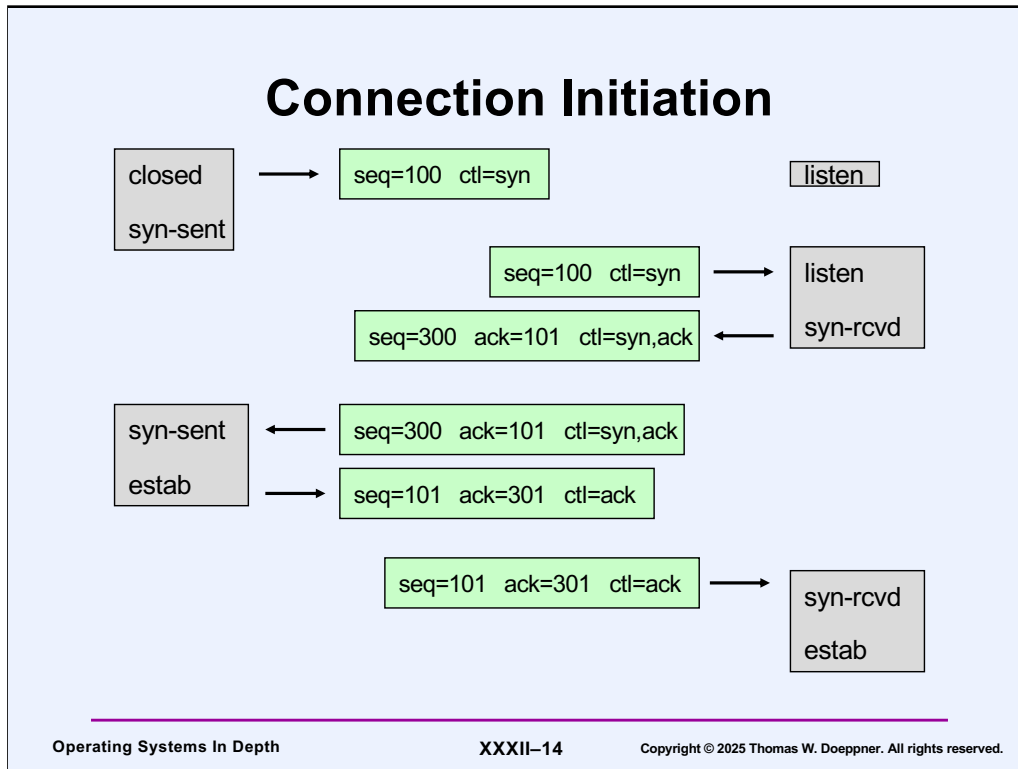 Connection Initiation
closed
syn-sent
seq=100 ctl=syn
listen
seq=100 ctl=syn
listen
syn-rcvd
seq=300 ack=101 ctl=syn,ack
syn-sent
estab
seq=300 ack=101 ctl=syn,ack
seq=101 ack=301 ctl=ack
seq=101 ack=301 ctl=ack
syn-rcvd
estab
Operating Systems In Depth
XXXII–14
Copyright © 2025 Thomas W. Doeppner. All rights reserved.